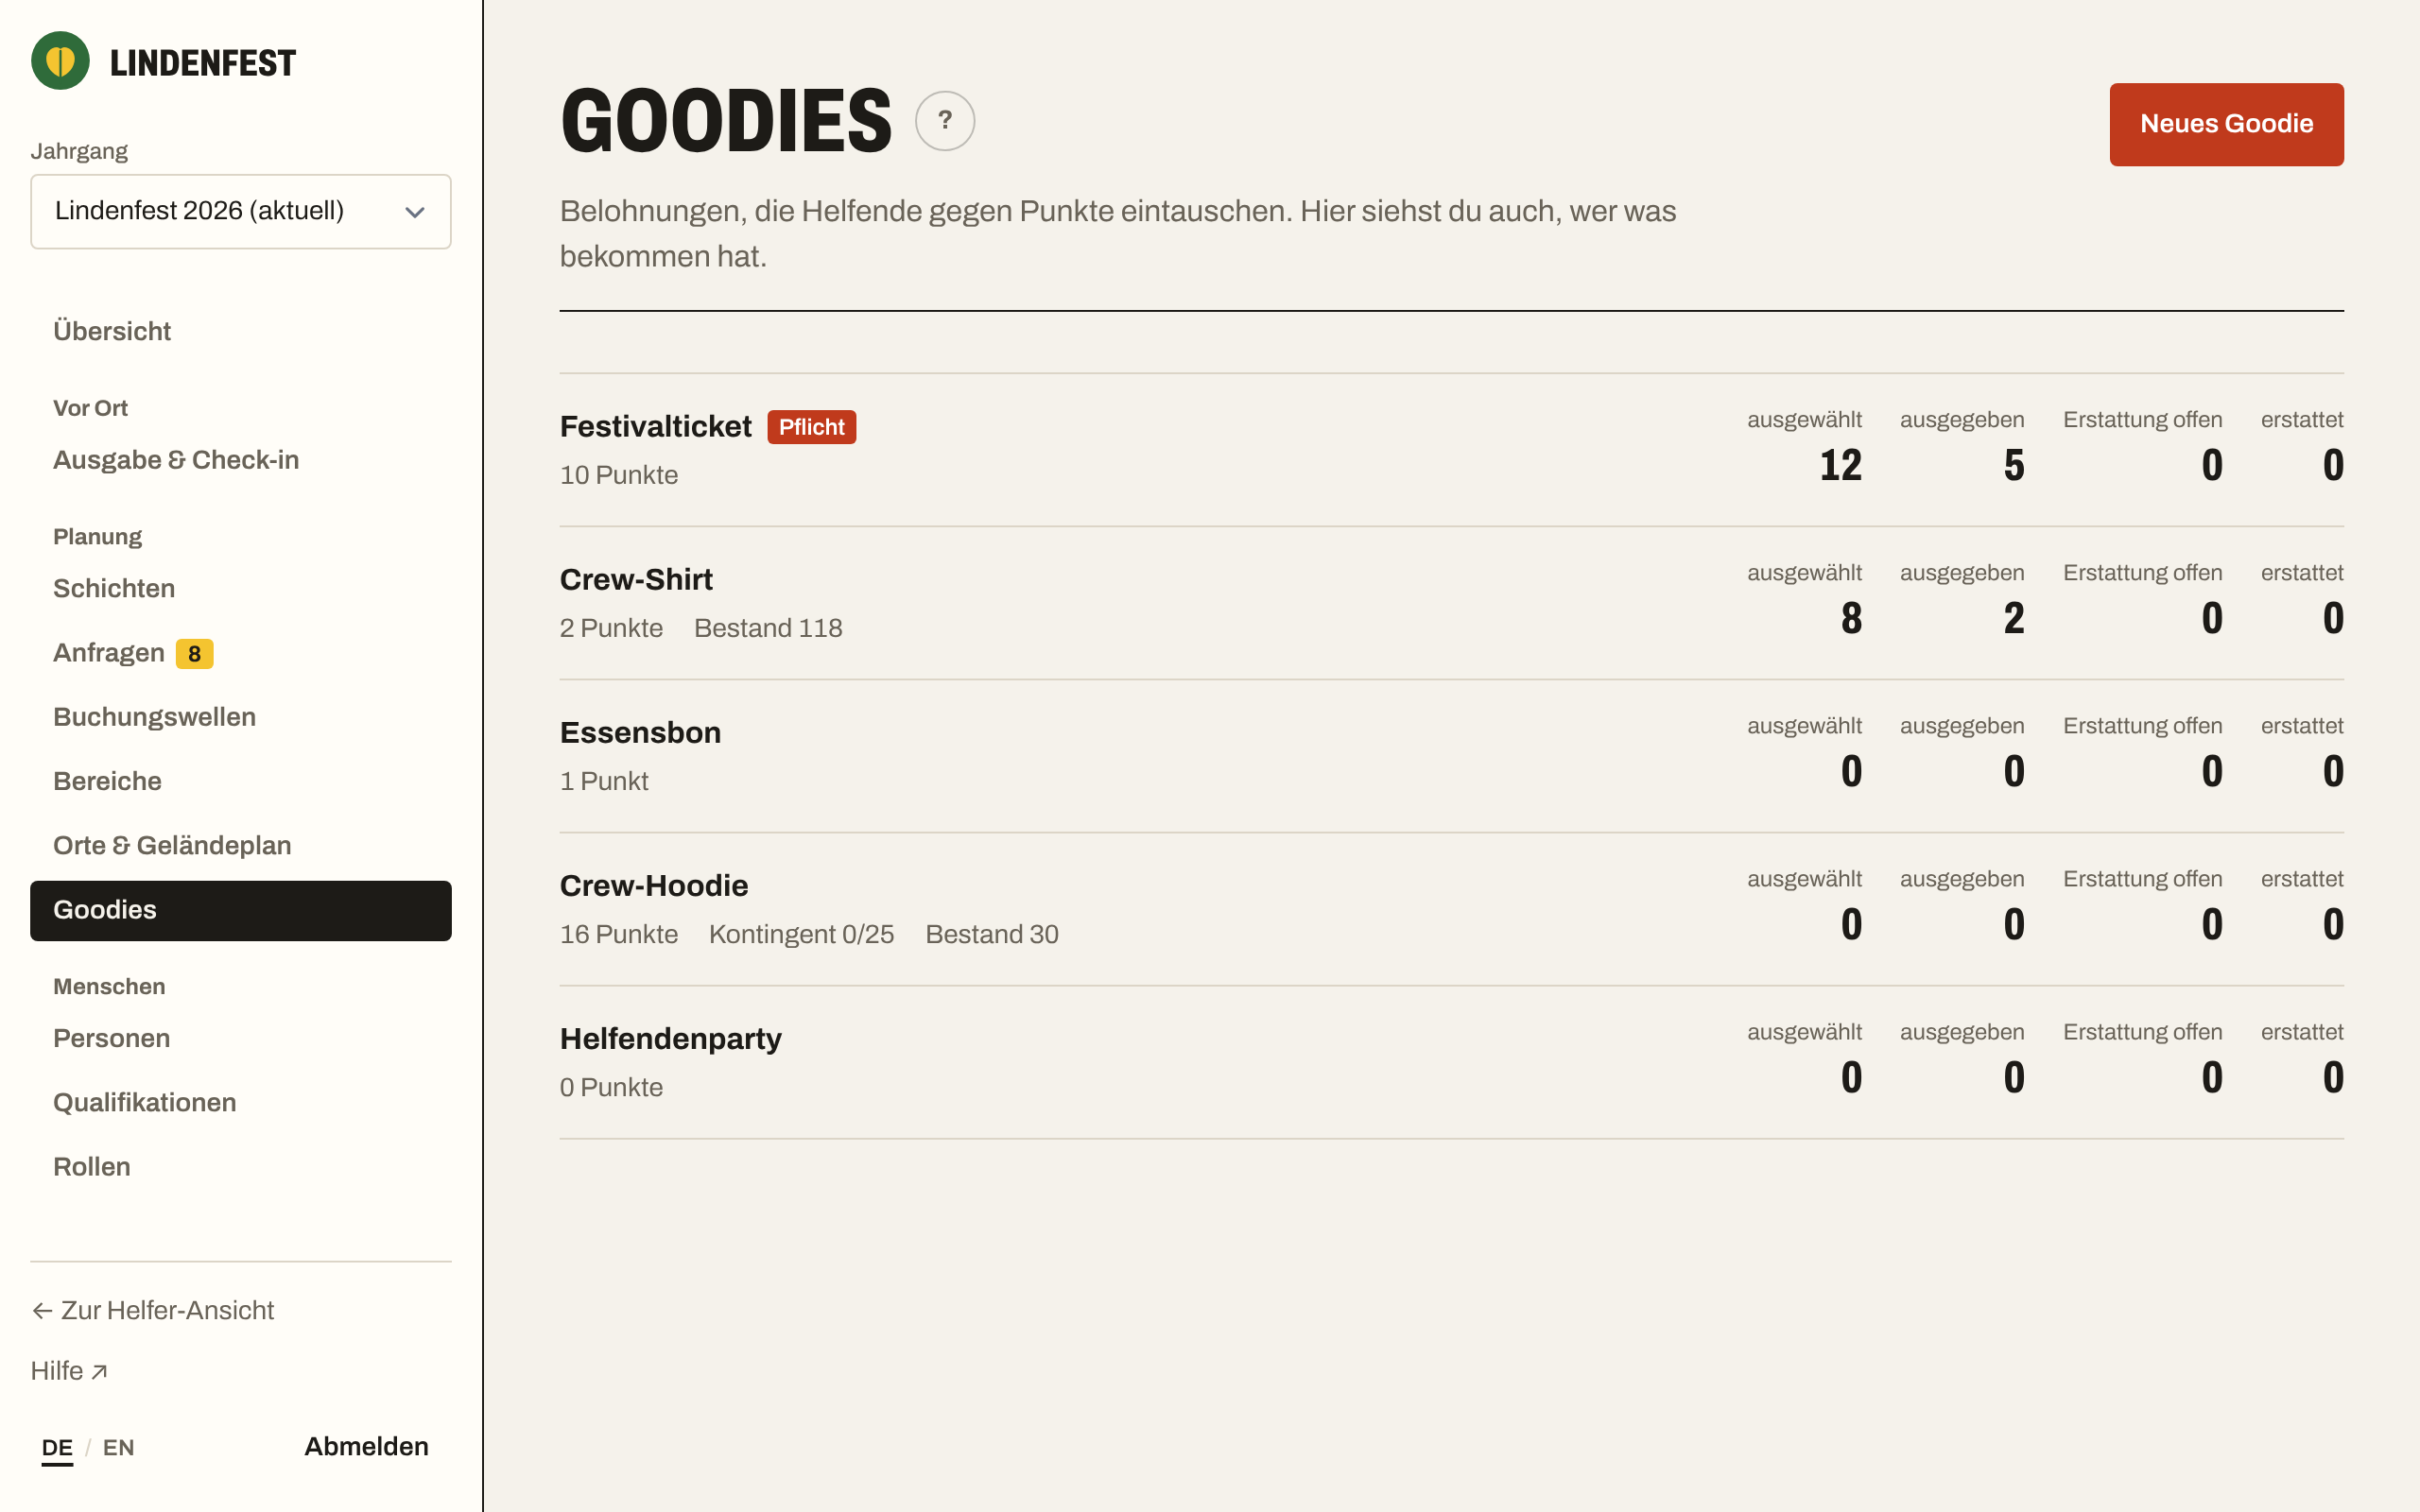 LINDENFEST
Jahrgang
Lindenfest 2026 (aktuell)
Übersicht
Vor Ort
Ausgabe & Check-in
Planung
Schichten
Anfragen 8
Buchungswellen
Bereiche
Orte & Geländeplan
Goodies
Menschen
Personen
Qualifikationen
Rollen
← Zur Helfer-Ansicht
Hilfe ↗
DE / EN
Abmelden
GOODIES ?
Neues Goodie
Belohnungen, die Helfende gegen Punkte eintauschen. Hier siehst du auch, wer was
bekommen hat.
Festivalticket Pflicht
10 Punkte
ausgewählt ausgegeben Erstattung offen erstattet
12 5 0 0
Crew-Shirt
2 Punkte Bestand 118
ausgewählt ausgegeben Erstattung offen erstattet
8 2 0 0
Essensbon
1 Punkt
ausgewählt ausgegeben Erstattung offen erstattet
0 0 0 0
Crew-Hoodie
16 Punkte Kontingent 0/25 Bestand 30
ausgewählt ausgegeben Erstattung offen erstattet
0 0 0 0
Helfendenparty
0 Punkte
ausgewählt ausgegeben Erstattung offen erstattet
0 0 0 0